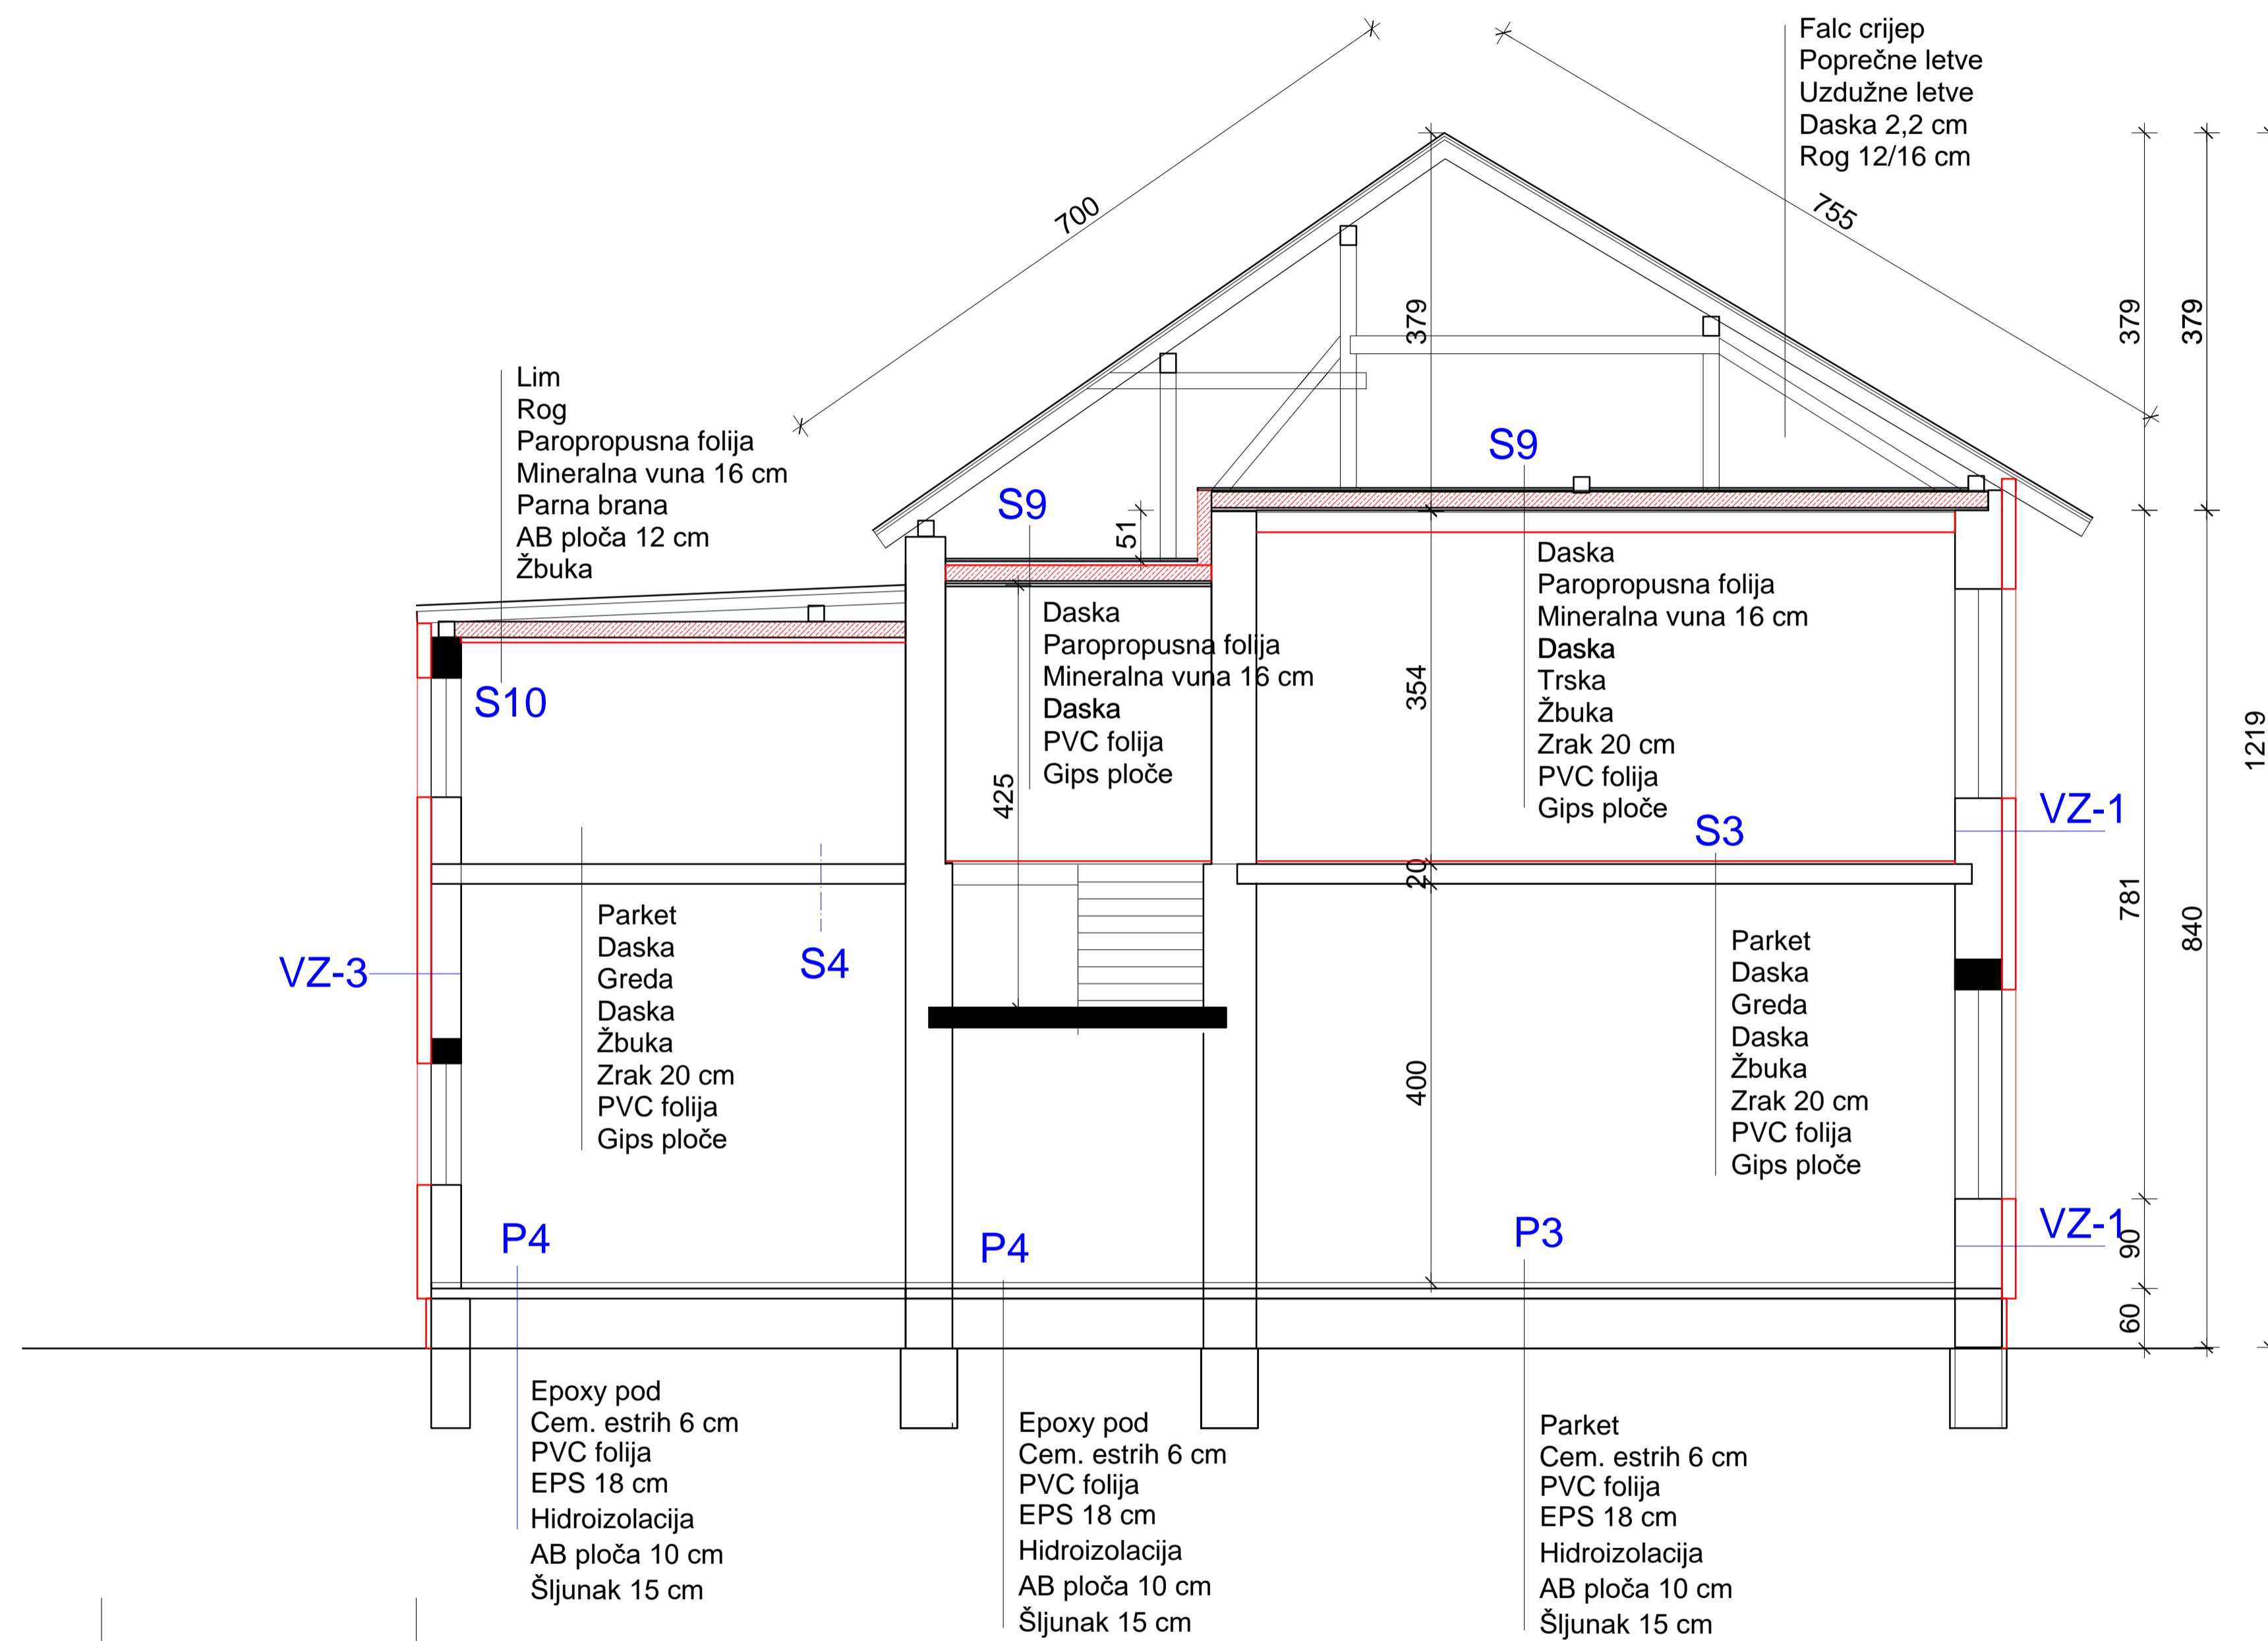 Falc crijep
Poprečne letve
Uzdužne letve
Daska 2,2 cm
Rog 12/16 cm
700
755
379
379
379
Lim
Rog
Paropropusna folija
Mineralna vuna 16 cm
Parna brana
AB ploča 12 cm
Žbuka
S9
S9
51
S10
Daska
Paropropusna folija
Mineralna vuna 16 cm
Daska
PVC folija
Gips ploče
Daska
Paropropusna folija
Mineralna vuna 16 cm
Daska
Trska
Žbuka
Zrak 20 cm
PVC folija
Gips ploče
425
354
1219
VZ-1
S3
20
781
840
Parket
Daska
Greda
Daska
Žbuka
Zrak 20 cm
PVC folija
Gips ploče
S4
VZ-3
Parket
Daska
Greda
Daska
Žbuka
Zrak 20 cm
PVC folija
Gips ploče
400
P4
P4
P3
VZ-1
90
60
Epoxy pod
Cem. estrih 6 cm
PVC folija
EPS 18 cm
Hidroizolacija
AB ploča 10 cm
Šljunak 15 cm
Epoxy pod
Cem. estrih 6 cm
PVC folija
EPS 18 cm
Hidroizolacija
AB ploča 10 cm
Šljunak 15 cm
Parket
Cem. estrih 6 cm
PVC folija
EPS 18 cm
Hidroizolacija
AB ploča 10 cm
Šljunak 15 cm